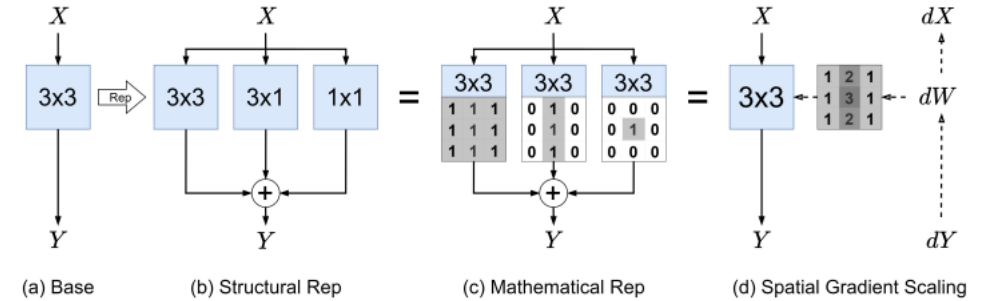 X X X X dX
3x3 Rep 3x3 3x1 1x1 = 3x3 3x3 3x3 = 3x3 1 2 1 dW
1 1 1 0 1 0 0 0 0 1 3 1
1 1 1 0 1 0 0 1 0 1 2 1
1 1 1 0 1 0 0 0 0
+ +
Y Y Y Y dY
(a) Base (b) Structural Rep (c) Mathematical Rep (d) Spatial Gradient Scaling